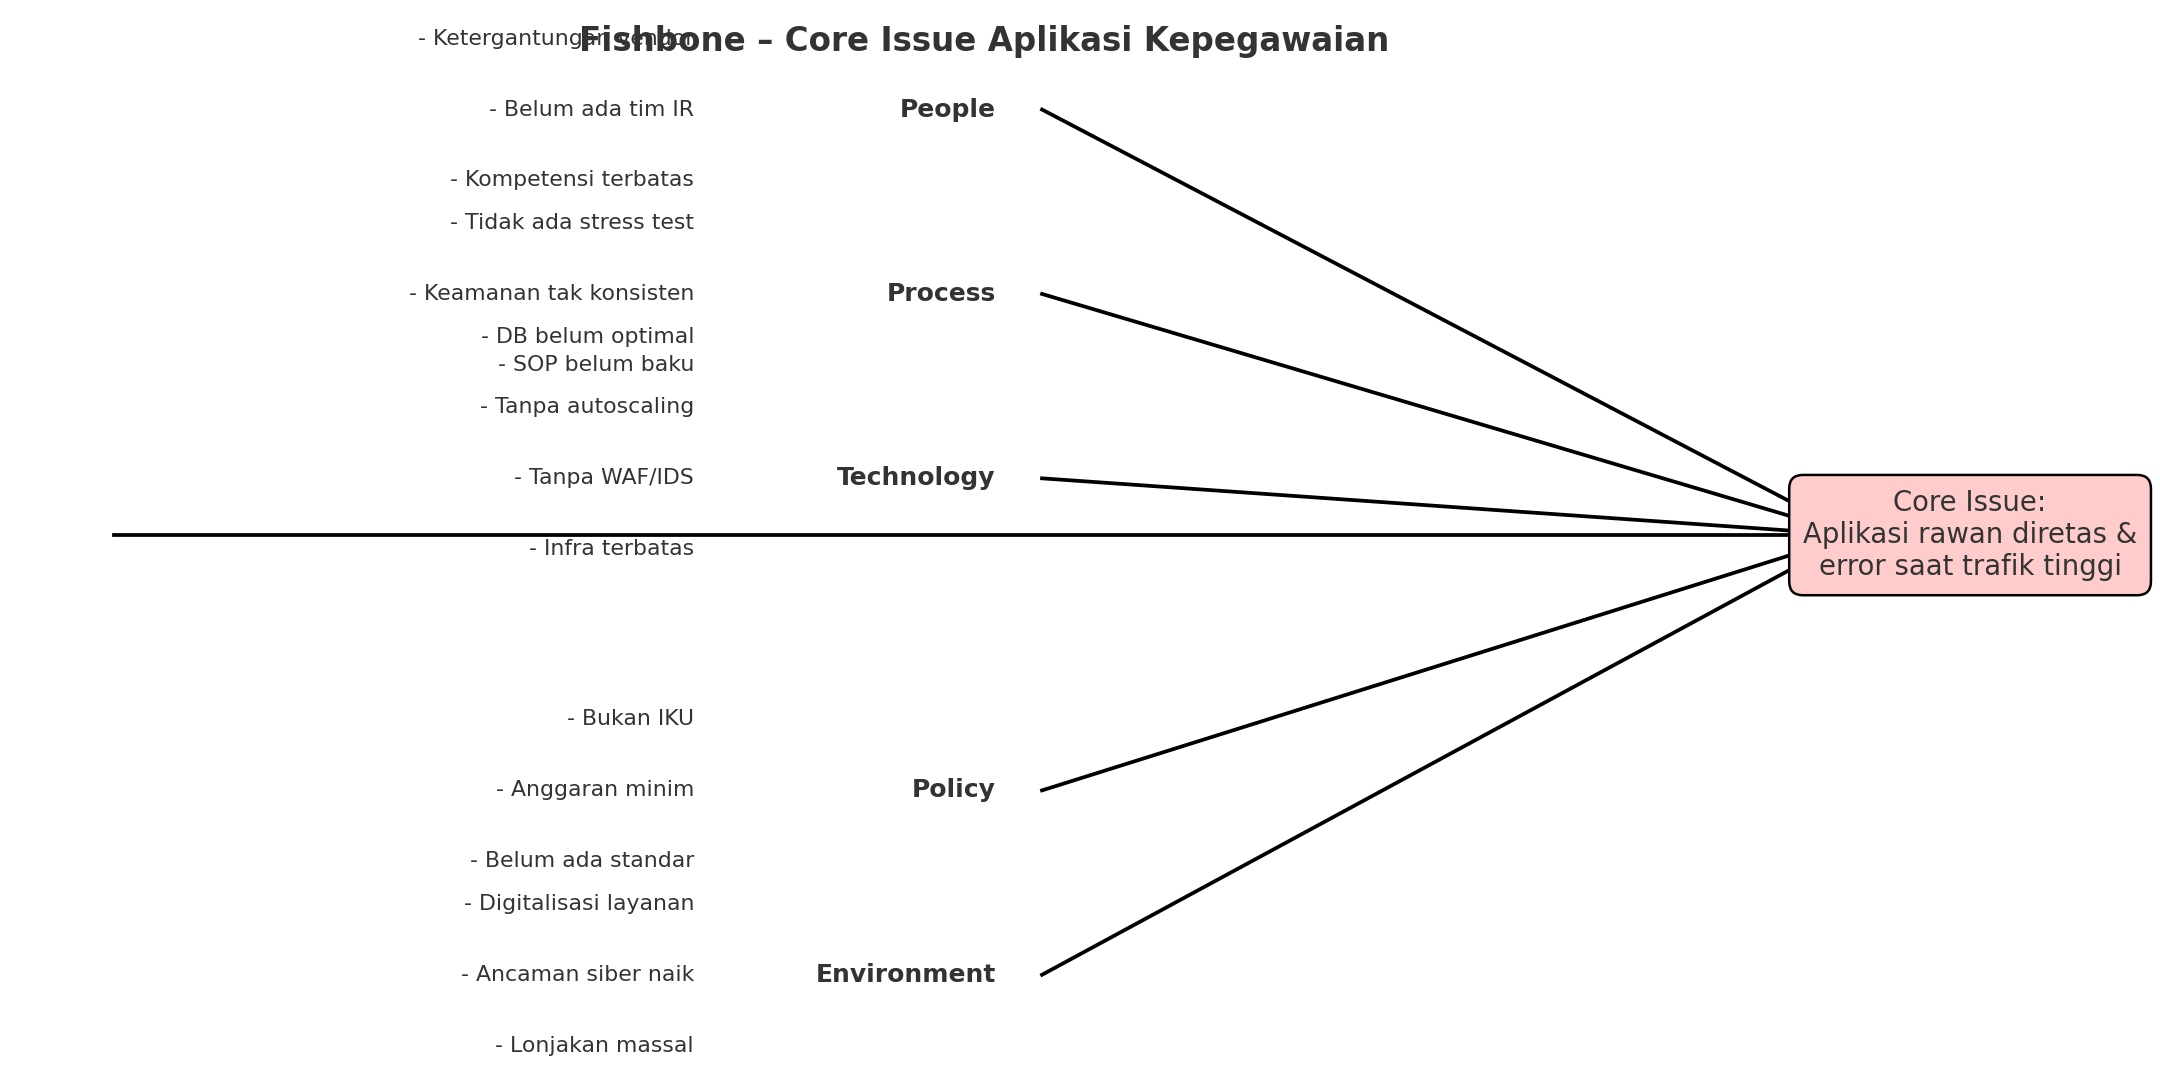 Fishbone – Core Issue Aplikasi Kepegawaian
- Ketergantungan vendor
- Belum ada tim IR
People
- Kompetensi terbatas
- Tidak ada stress test
- Keamanan tak konsisten
Process
- DB belum optimal
- SOP belum baku
- Tanpa autoscaling
- Tanpa WAF/IDS
Technology
- Infra terbatas
Core Issue:
Aplikasi rawan diretas &
error saat trafik tinggi
- Bukan IKU
- Anggaran minim
Policy
- Belum ada standar
- Digitalisasi layanan
- Ancaman siber naik
Environment
- Lonjakan massal